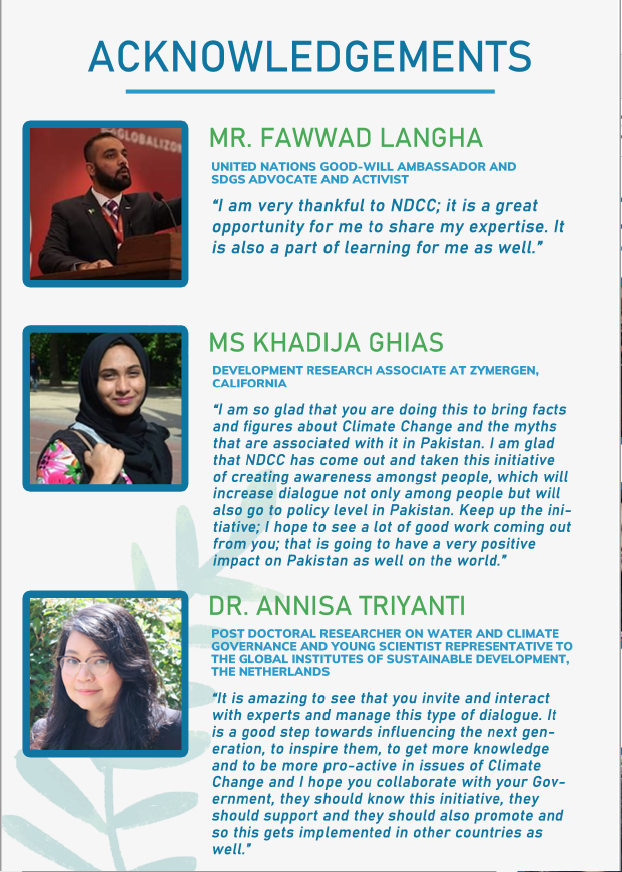 ACKNOWLEDGEMENTS
GLOBALIZON
MR. FAWWAD LANGHA
UNITED NATIONS GOOD-WILL AMBASSADOR AND
SDGS ADVOCATE AND ACTIVIST
“I am very thankful to NDCC; it is a great
opportunity for me to share my expertise. It
is also a part of learning for me as well.”
MS KHADIJA GHIAS
DEVELOPMENT RESEARCH ASSOCIATE AT ZYMERGEN,
CALIFORNIA
“I am so glad that you are doing this to bring facts
and figures about Climate Change and the myths
that are associated with it in Pakistan. I am glad
that NDCC has come out and taken this initiative
of creating awareness amongst people, which will
increase dialogue not only among people but will
also go to policy level in Pakistan. Keep up the ini-
tiative; I hope to see a lot of good work coming out
from you; that is going to have a very positive
impact on Pakistan as well on the world.”
DR. ANNISA TRIYANTI
POST DOCTORAL RESEARCHER ON WATER AND CLIMATE
GOVERNANCE AND YOUNG SCIENTIST REPRESENTATIVE TO
THE GLOBAL INSTITUTES OF SUSTAINABLE DEVELOPMENT,
THE NETHERLANDS
“It is amazing to see that you invite and interact
with experts and manage this type of dialogue. It
is a good step towards influencing the next gen-
eration, to inspire them, to get more knowledge
and to be more pro-active in issues of Climate
Change and I hope you collaborate with your Gov-
ernment, they should know this initiative, they
should support and they should also promote and
so this gets implemented in other countries as
well.”